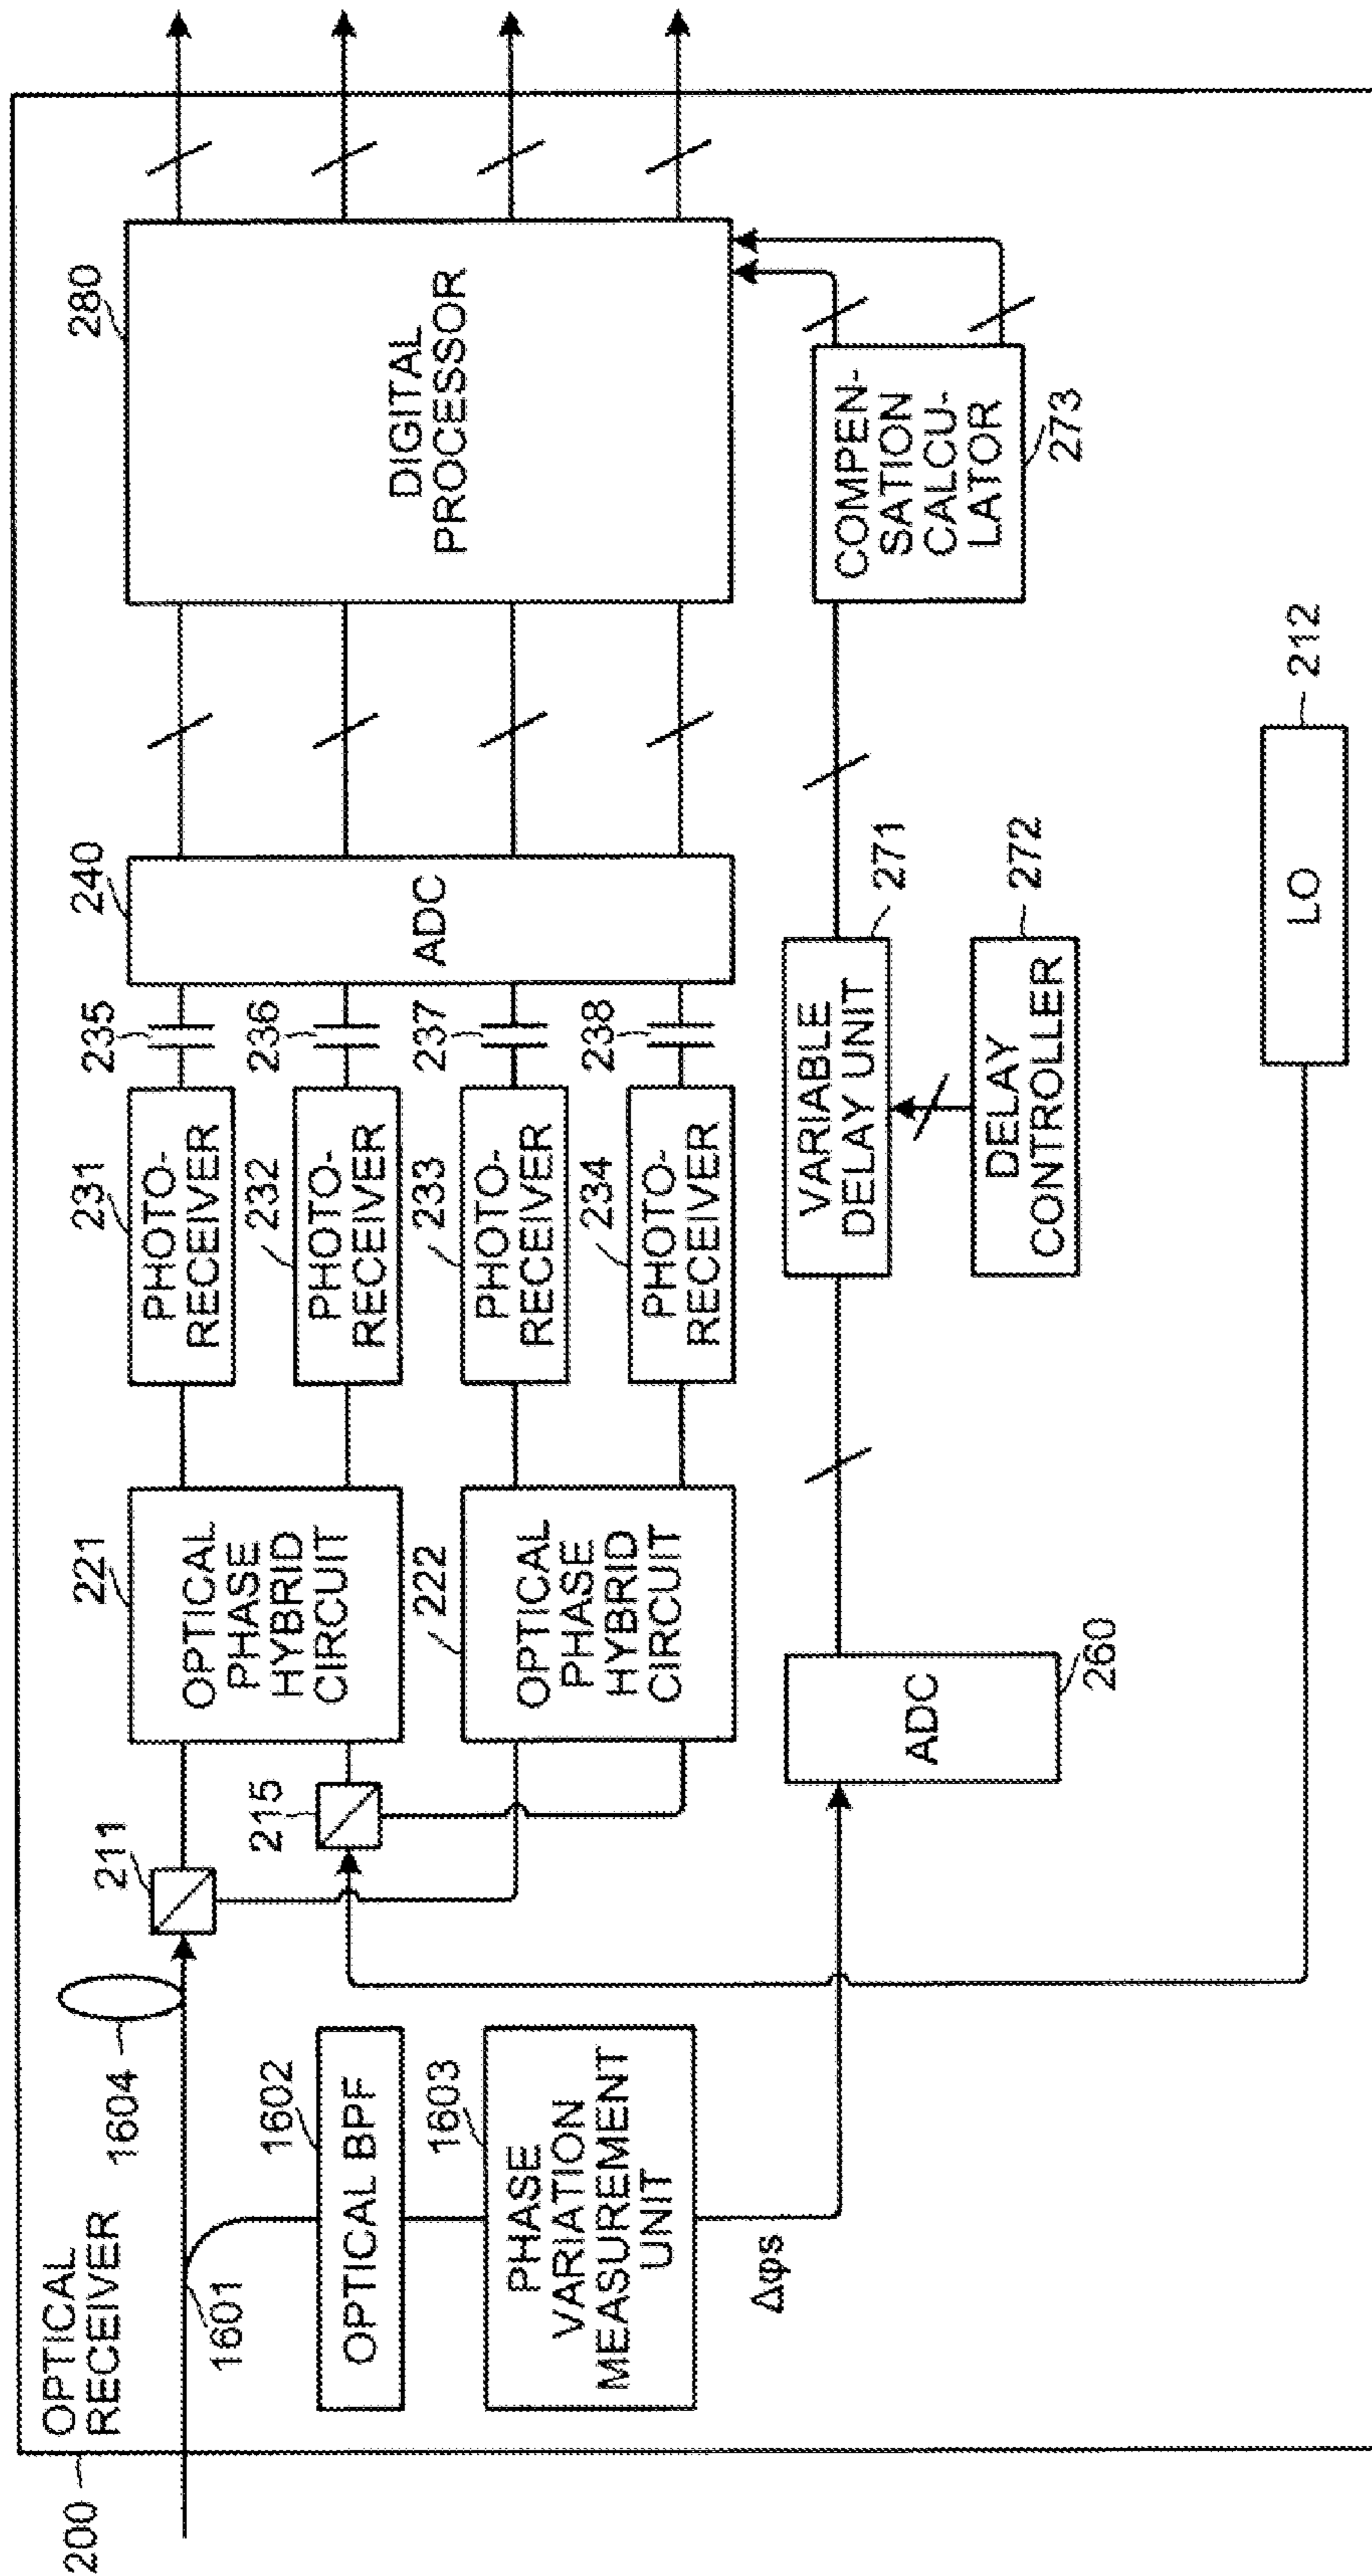 200
OPTICAL
RECEIVER
1601
1604
OPTICAL BPF
1602
PHASE
VARIATION
MEASUREMENT
UNIT
1603
Δφs
211
215
221
OPTICAL
PHASE
HYBRID
CIRCUIT
222
OPTICAL
PHASE
HYBRID
CIRCUIT
ADC
260
231
PHOTO-
RECEIVER
232
PHOTO-
RECEIVER
233
PHOTO-
RECEIVER
234
PHOTO-
RECEIVER
235
236
237
238
VARIABLE
DELAY UNIT
271
DELAY
CONTROLLER
272
240
ADC
280
DIGITAL
PROCESSOR
COMPEN-
SATION
CALCU-
LATOR
273
LO
212